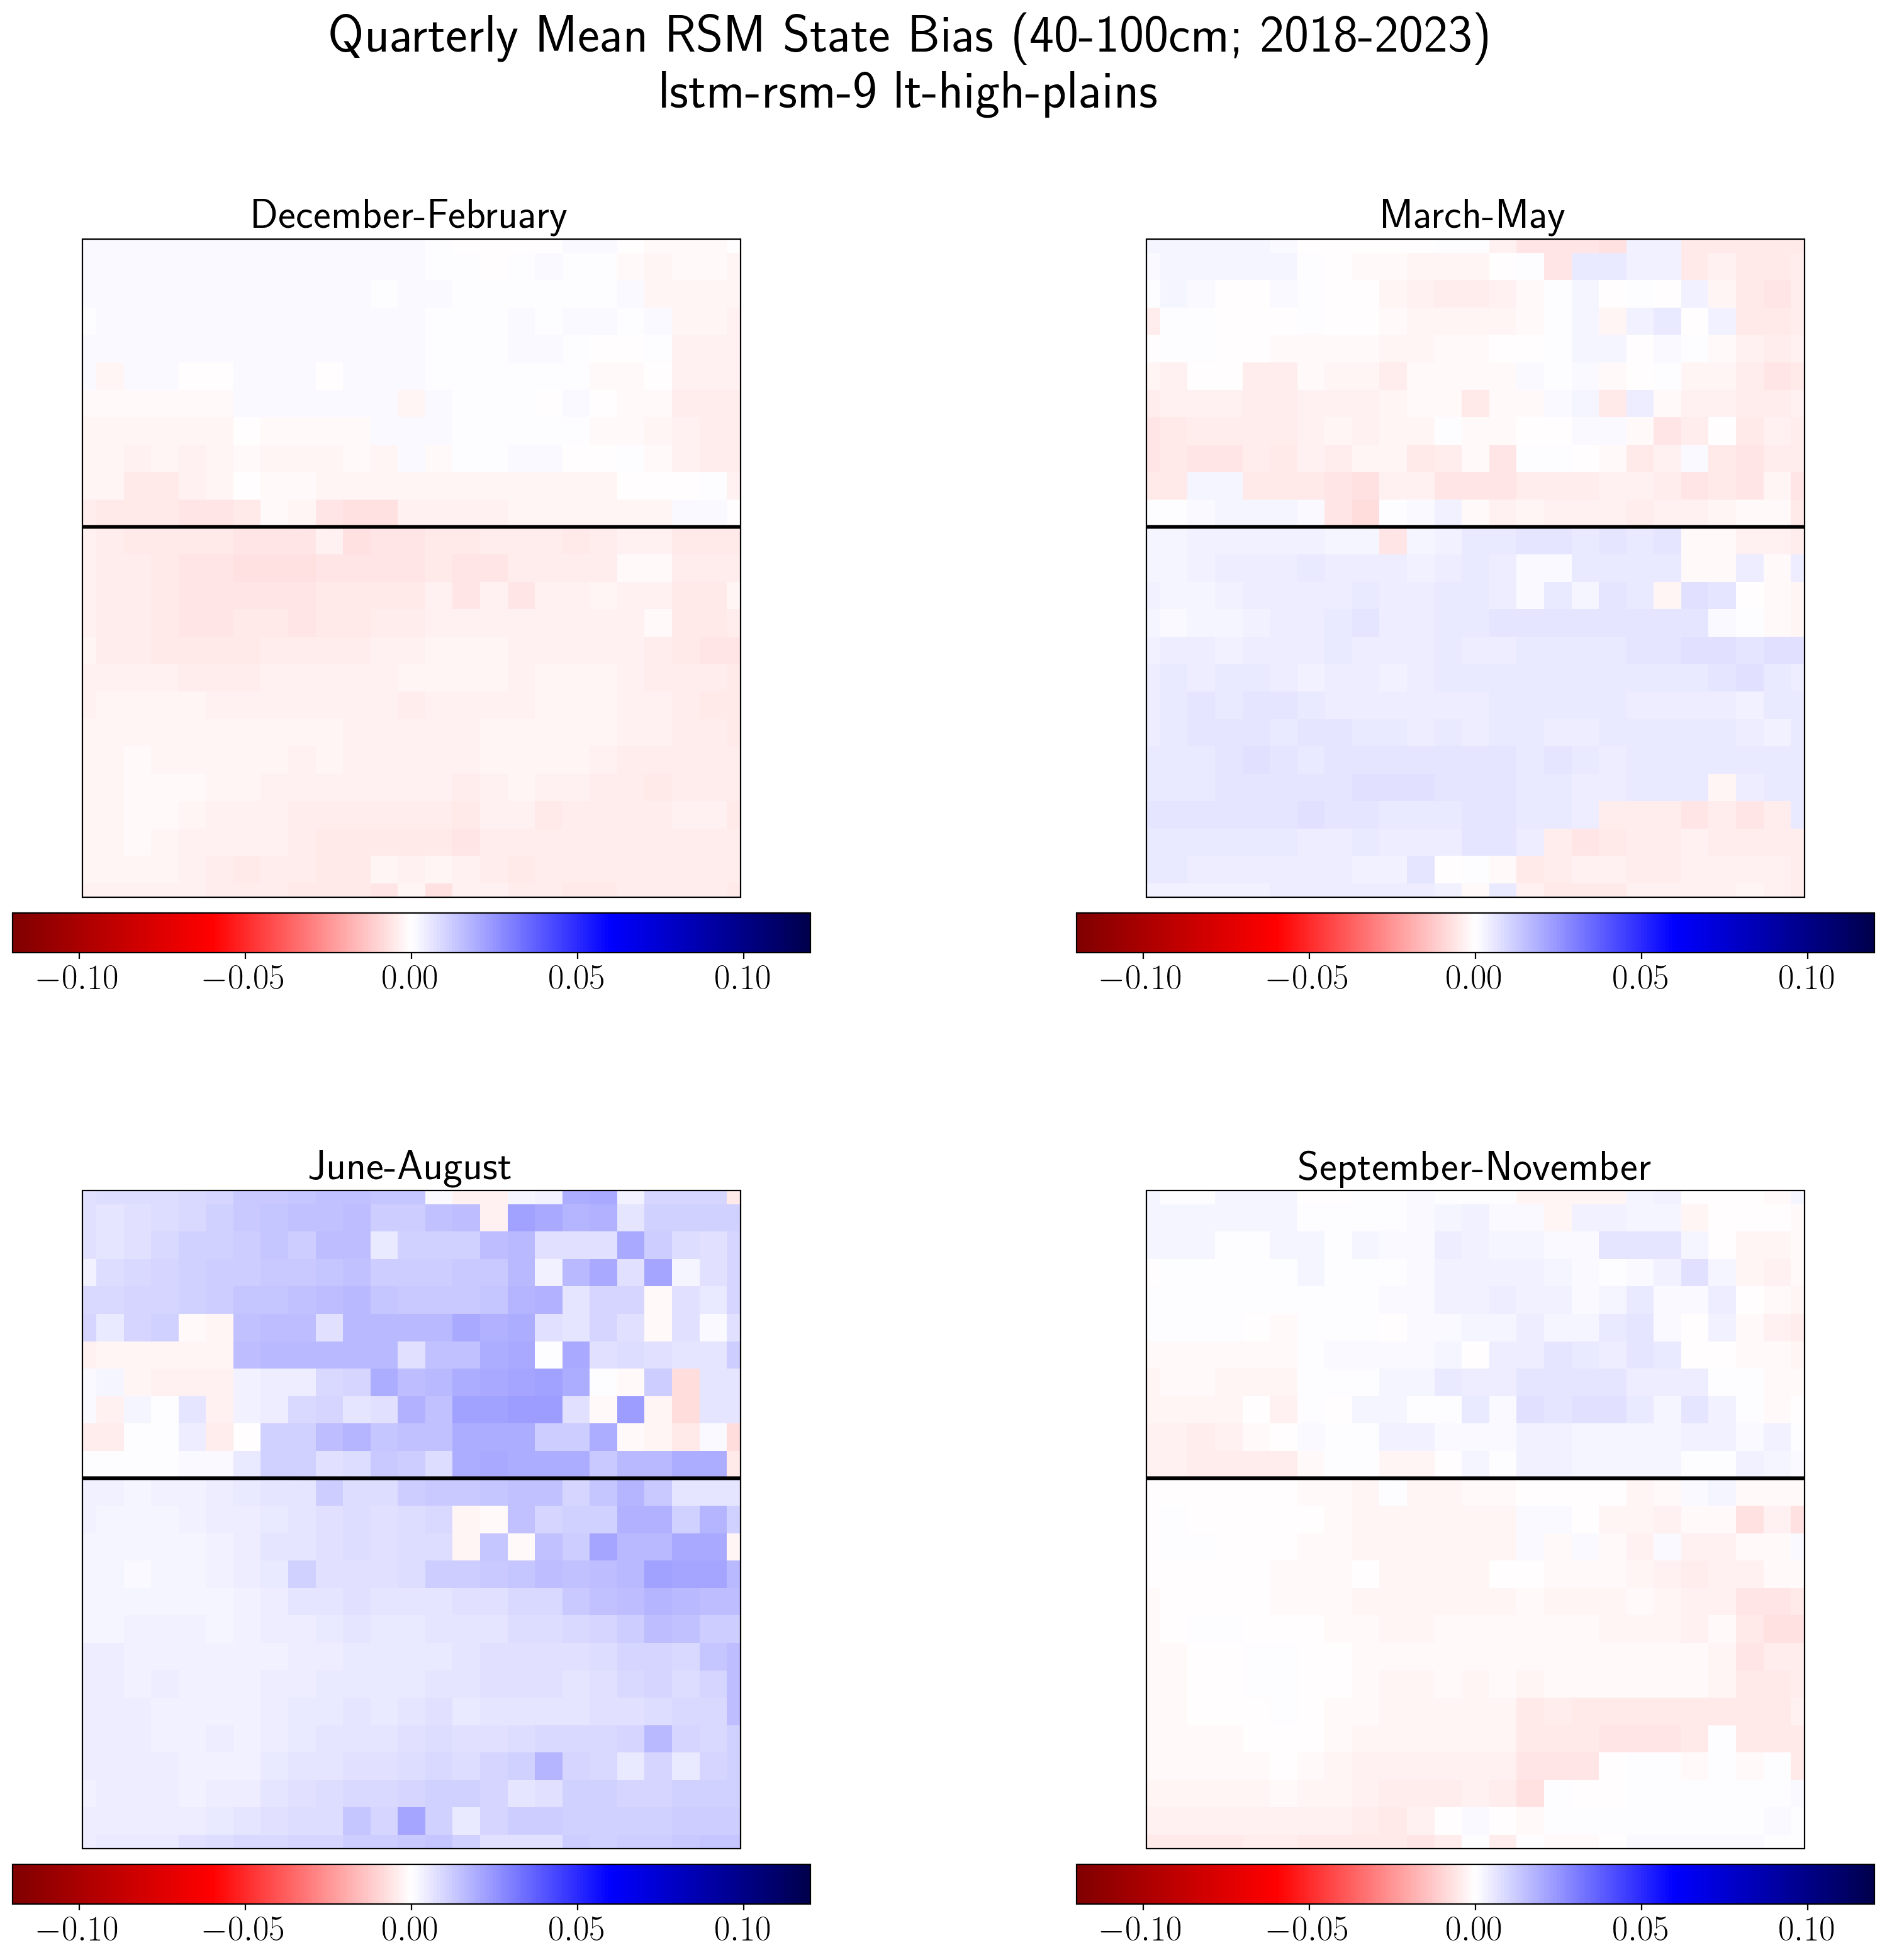 Quarterly Mean RSM State Bias (40-100cm; 2018-2023)
lstm-rsm-9 lt-high-plains
December-February
March-May
−0.10 −0.05 0.00 0.05 0.10
−0.10 −0.05 0.00 0.05 0.10
June-August
September-November
−0.10 −0.05 0.00 0.05 0.10
−0.10 −0.05 0.00 0.05 0.10